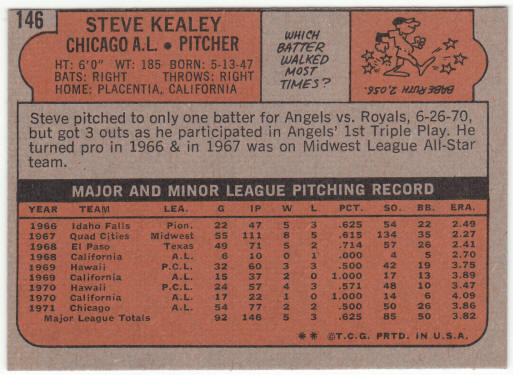 146
STEVE KEALEY
CHICAGO A.L. • PITCHER
HT: 6'0" WT: 185 BORN: 5-13-47
BATS: RIGHT THROWS: RIGHT
HOME: PLACENTIA, CALIFORNIA
WHICH
BATTER
WALKED
MOST
TIMES?
BABE RUTH 2,056.
Steve pitched to only one batter for Angels vs. Royals, 6-26-70,
but got 3 outs as he participated in Angels' 1st Triple Play. He
turned pro in 1966 & in 1967 was on Midwest League All-Star
team.
MAJOR AND MINOR LEAGUE PITCHING RECORD
YEAR TEAM LEA. G IP W L PCT. SO. BB. ERA.
1966 Idaho Falls Pion. 22 47 5 3 .625 54 22 2.49
1967 Quad Cities Midwest 55 111 8 5 .615 134 35 2.27
1968 El Paso Texas 49 71 5 2 .714 57 26 2.41
1968 California A.L. 6 10 0 1 .000 4 5 2.70
1969 Hawaii P.C.L. 32 60 3 3 .500 42 19 3.75
1969 California A.L. 15 37 2 0 1.000 17 13 3.89
1970 Hawaii P.C.L. 24 57 4 3 .571 48 10 3.47
1970 California A.L. 17 22 1 0 1.000 14 6 4.09
1971 Chicago A.L. 54 77 2 2 .500 50 26 3.86
Major League Totals 92 146 5 3 .625 85 50 3.82
** ©T.C.G. PRTD. IN U.S.A.